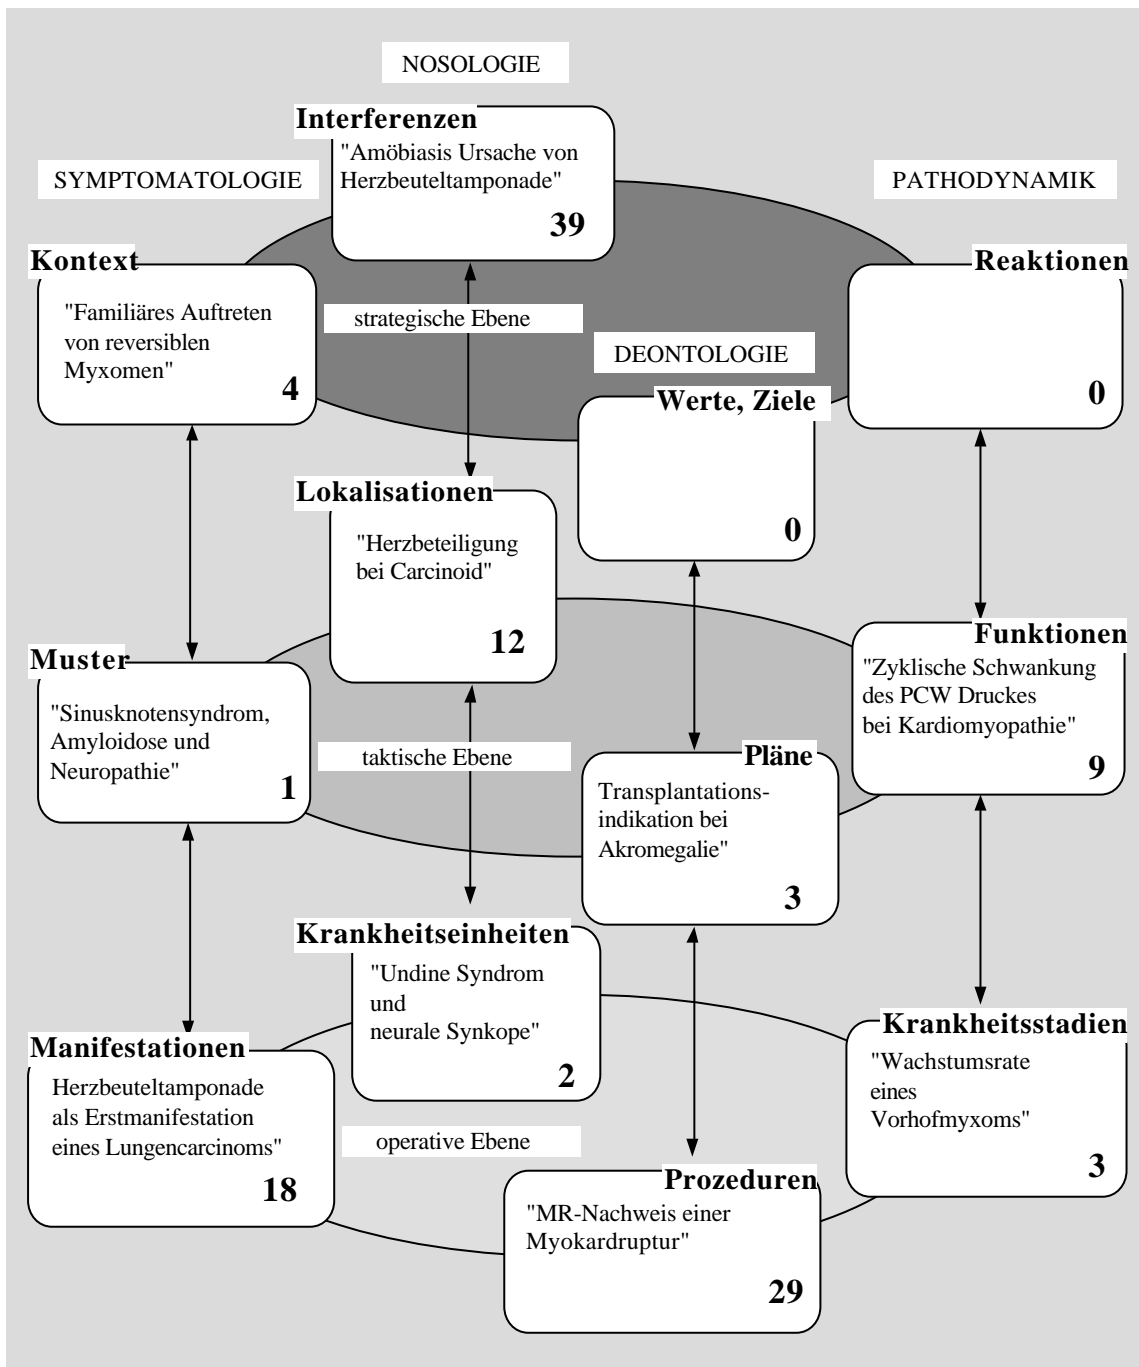 NOSOLOGIE
Interferenzen
"Amöbiasis Ursache von
Herzbeuteltamponade"
39
SYMPTOMATOLOGIE
PATHODYNAMIK
Kontext
"Familiäres Auftreten
von reversiblen
Myxomen"
4
strategische Ebene
Reaktionen
0
DEONTOLOGIE
Werte, Ziele
0
Lokalisationen
"Herzbeteiligung
bei Carcinoid"
12
Muster
"Sinusknotensyndrom,
Amyloidose und
Neuropathie"
1
taktische Ebene
Funktionen
"Zyklische Schwankung
des PCW Druckes
bei Kardiomyopathie"
9
Pläne
Transplantations-
indikation bei
Akromegalie"
3
Krankheitseinheiten
"Undine Syndrom
und
neurale Synkope"
2
Manifestationen
Herzbeuteltamponade
als Erstmanifestation
eines Lungencarcinoms"
18
operative Ebene
Krankheitsstadien
"Wachstumsrate
eines
Vorhofmyxoms"
3
Prozeduren
"MR-Nachweis einer
Myokardruptur"
29